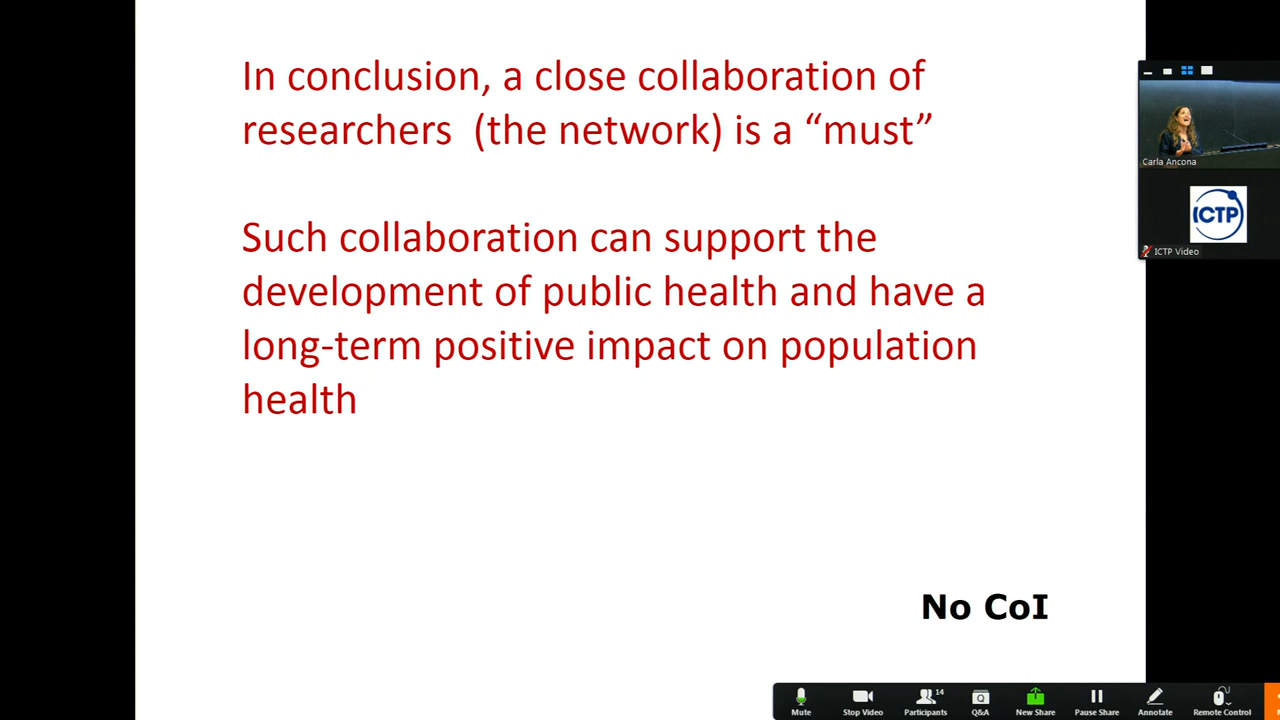 In conclusion, a close collaboration of
researchers (the network) is a “must”
Such collaboration can support the
development of public health and have a
long-term positive impact on population
health
No CoI
Carla Ancona
ICTP
ICTP Video
Mute
Stop Video
14
Participants
Q&A
New Share
Pause Share
Annotate
Remote Control